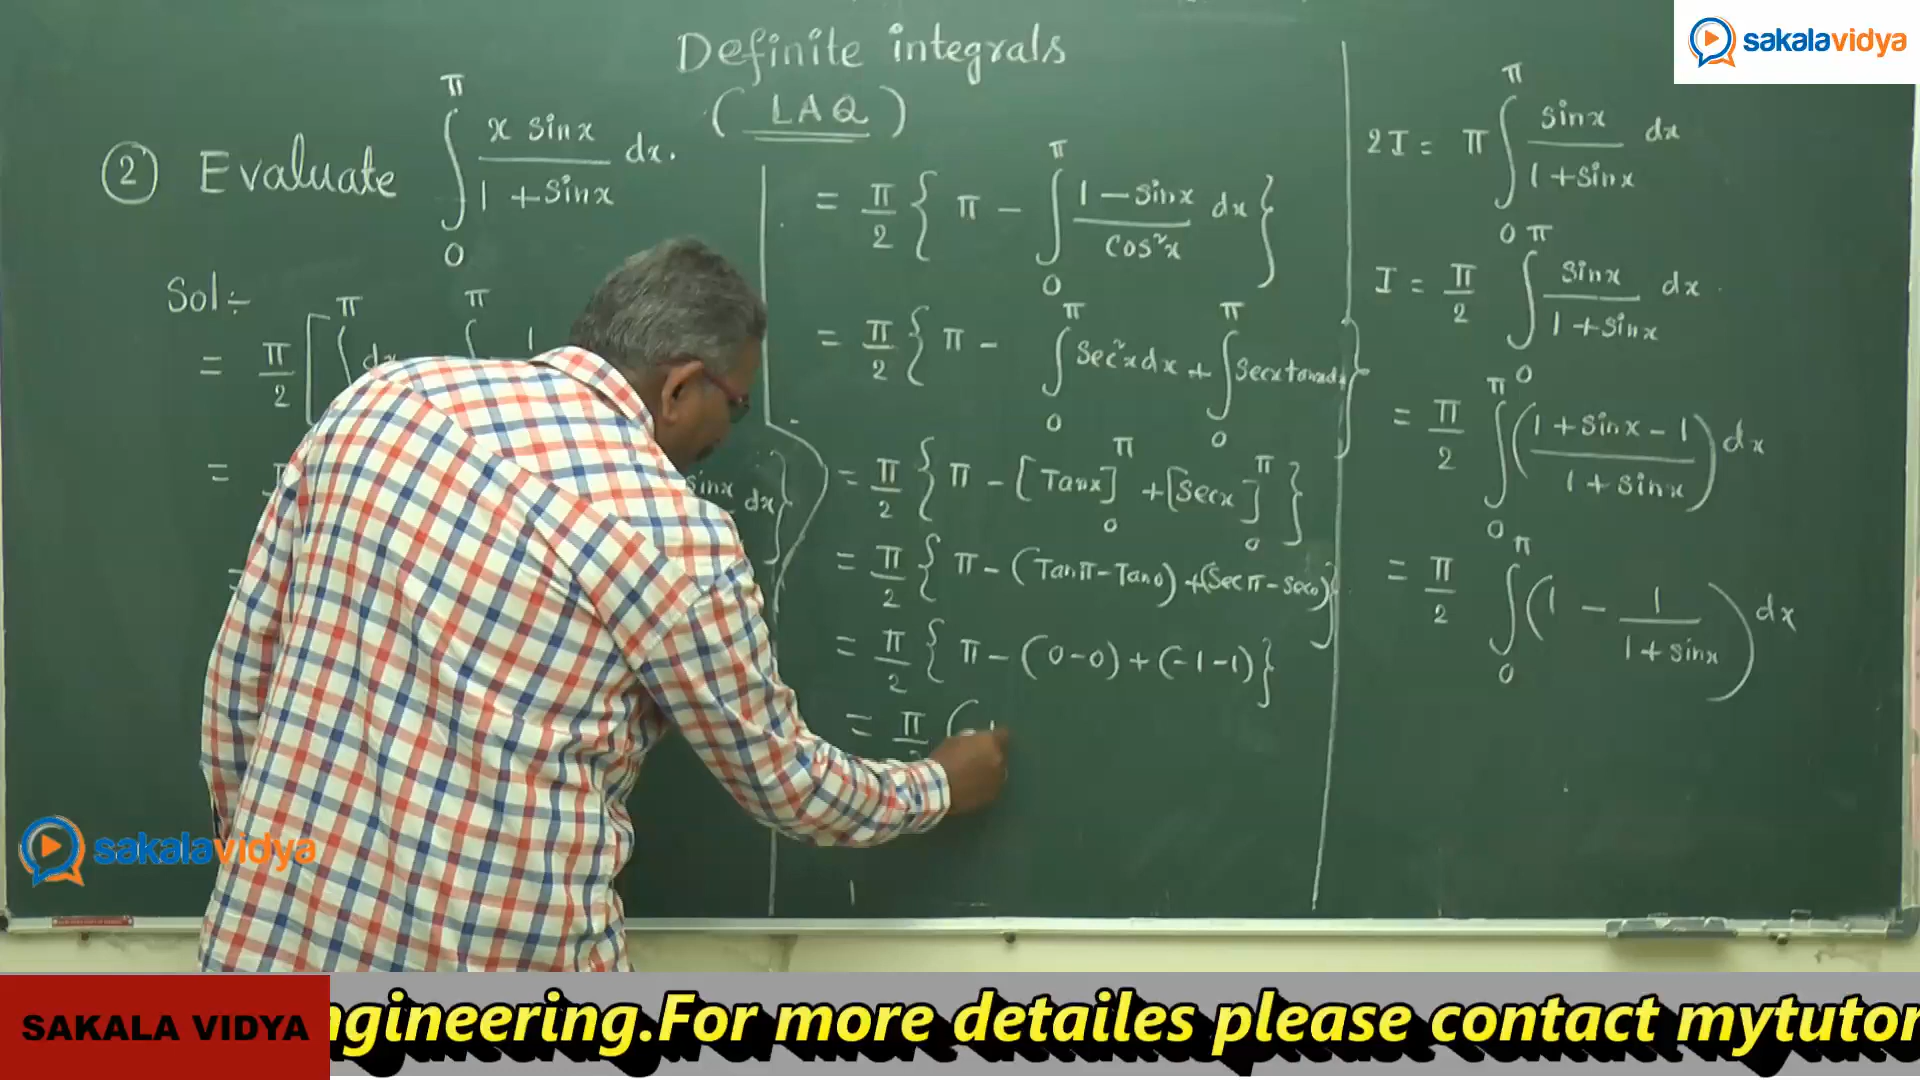 sakalavidya
Definite integrals
(LAQ)
② Evaluate ∫₀^π x sinx / 1 + sinx dx.
Sol :-
= π/2 [ ∫₀^π dx
=
sinx dx }
= π/2 { π − ∫₀^π 1 − sinx / cos²x dx }
= π/2 { π − ∫₀^π sec²x dx + ∫₀^π secx tanx dx }
= π/2 { π − [Tanx]₀^π + [secx]₀^π }
= π/2 { π − (Tanπ − Tan0) + (Secπ − Sec0) }
= π/2 { π − (0−0) + (−1−1) }
= π/2 (
2I = π ∫₀^π sinx / 1 + sinx dx
I = π/2 ∫₀^π sinx / 1 + sinx dx.
= π/2 ∫₀^π (1 + sinx − 1 / 1 + sinx) dx
= π/2 ∫₀^π (1 − 1 / 1 + sinx) dx
sakalavidya
SAKALA VIDYA
ngineering.For more detailes please contact mytutor